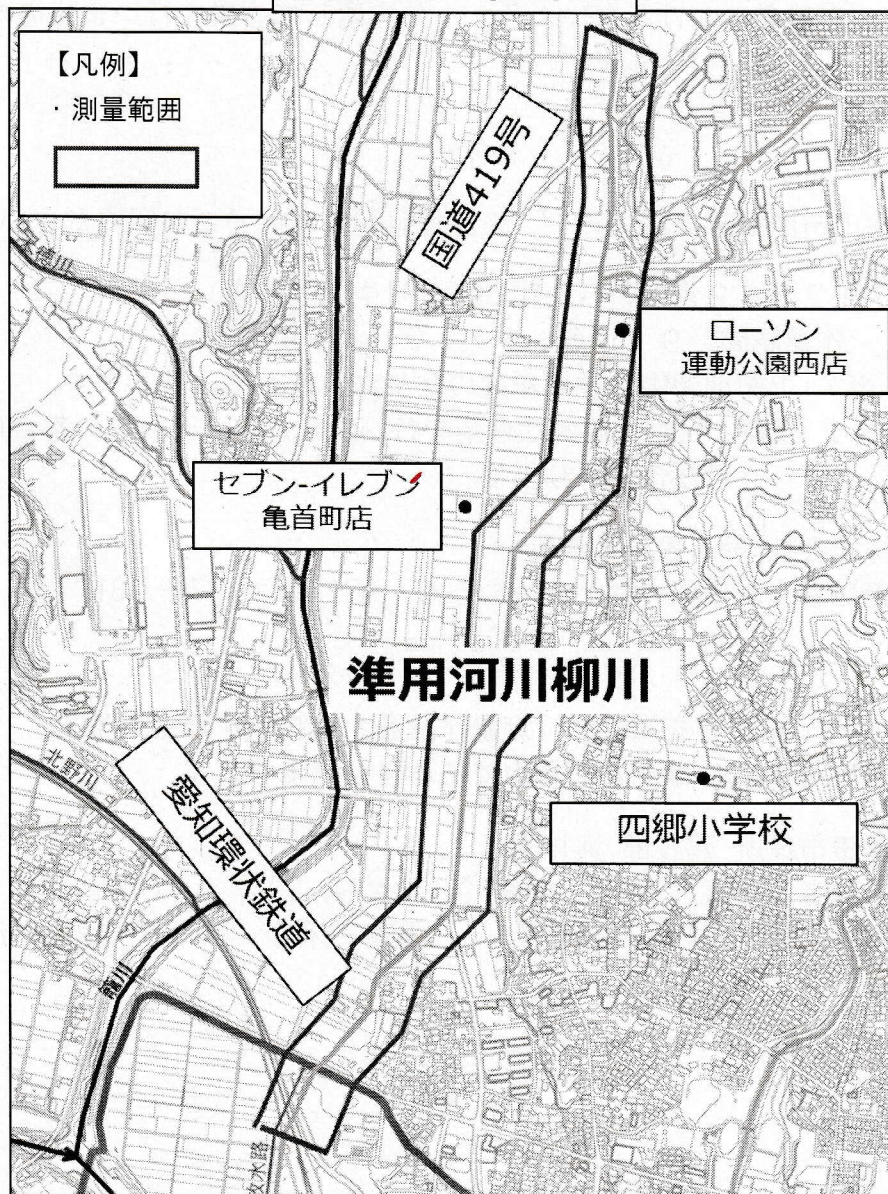 【凡例】
・測量範囲
国道419号
ローソン
運動公園西店
セブン-イレブン
亀首町店
準用河川柳川
北野川
愛知環状鉄道
四郷小学校
籠川